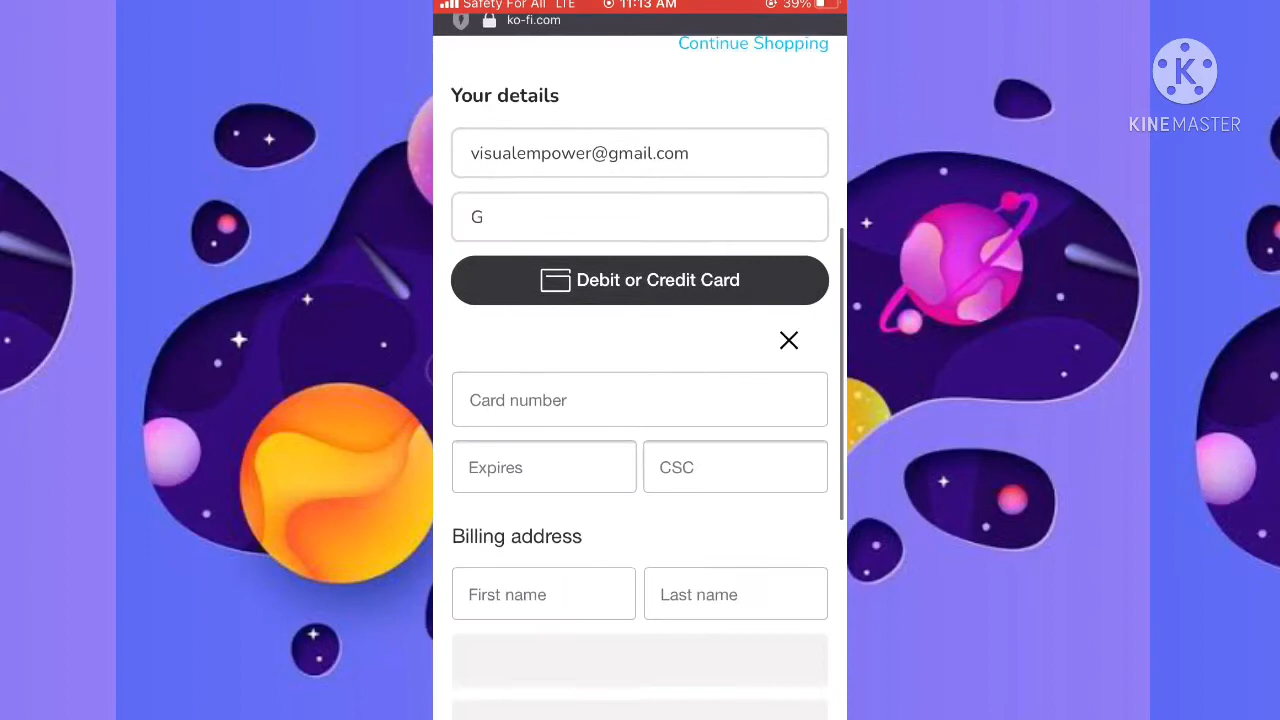 Safety For All LTE 11:13 AM 39%
ko-fi.com
Continue Shopping
K
KINEMASTER
Your details
visualempower@gmail.com
G
Debit or Credit Card
Card number
Expires CSC
Billing address
First name Last name